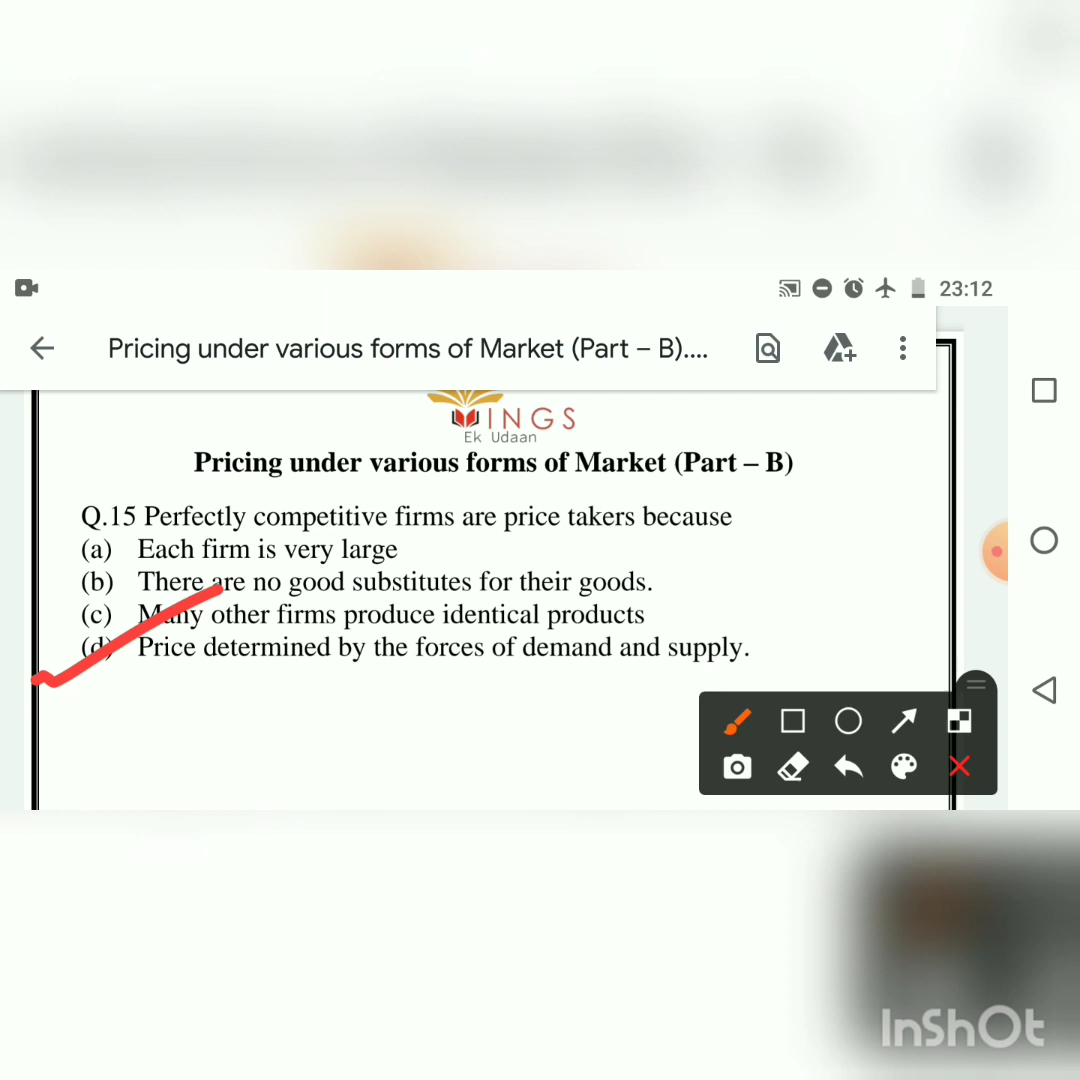 23:12
Pricing under various forms of Market (Part – B)....
WINGS
Ek Udaan
Pricing under various forms of Market (Part – B)
Q.15 Perfectly competitive firms are price takers because
(a) Each firm is very large
(b) There are no good substitutes for their goods.
(c) Many other firms produce identical products
(d) Price determined by the forces of demand and supply.
InShOt